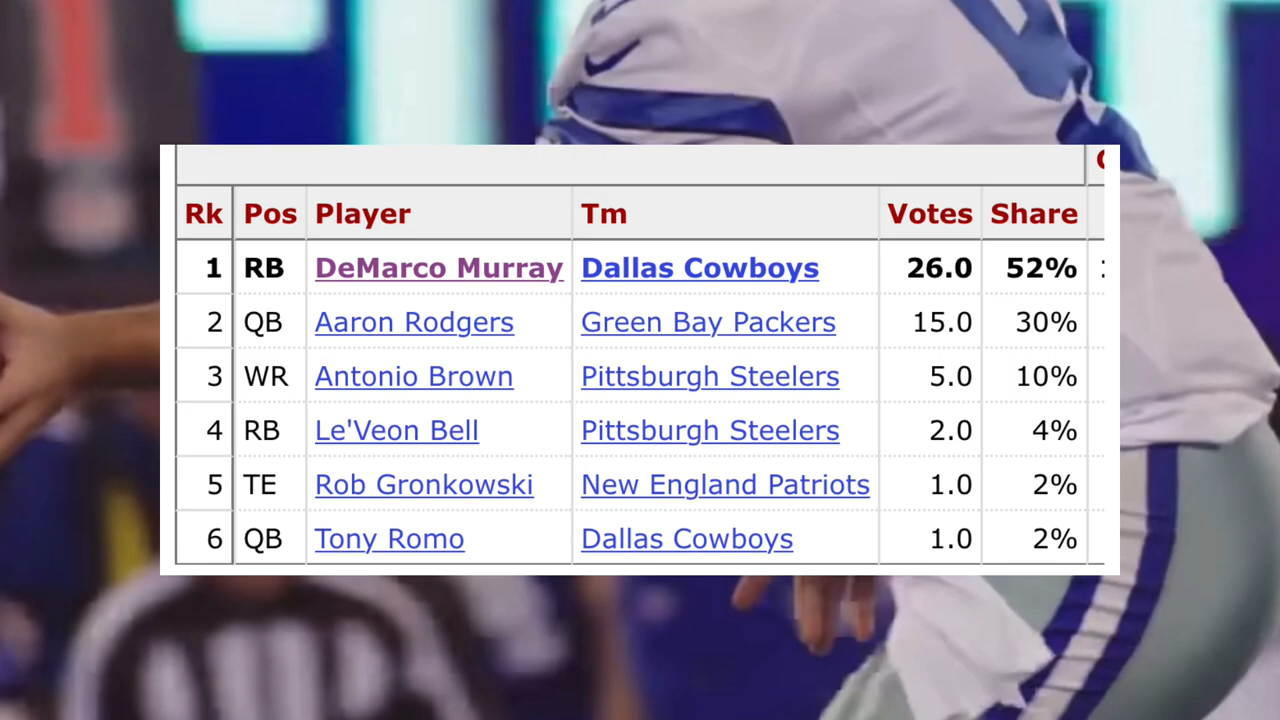 Rk Pos Player Tm Votes Share
1 RB DeMarco Murray Dallas Cowboys 26.0 52%
2 QB Aaron Rodgers Green Bay Packers 15.0 30%
3 WR Antonio Brown Pittsburgh Steelers 5.0 10%
4 RB Le'Veon Bell Pittsburgh Steelers 2.0 4%
5 TE Rob Gronkowski New England Patriots 1.0 2%
6 QB Tony Romo Dallas Cowboys 1.0 2%